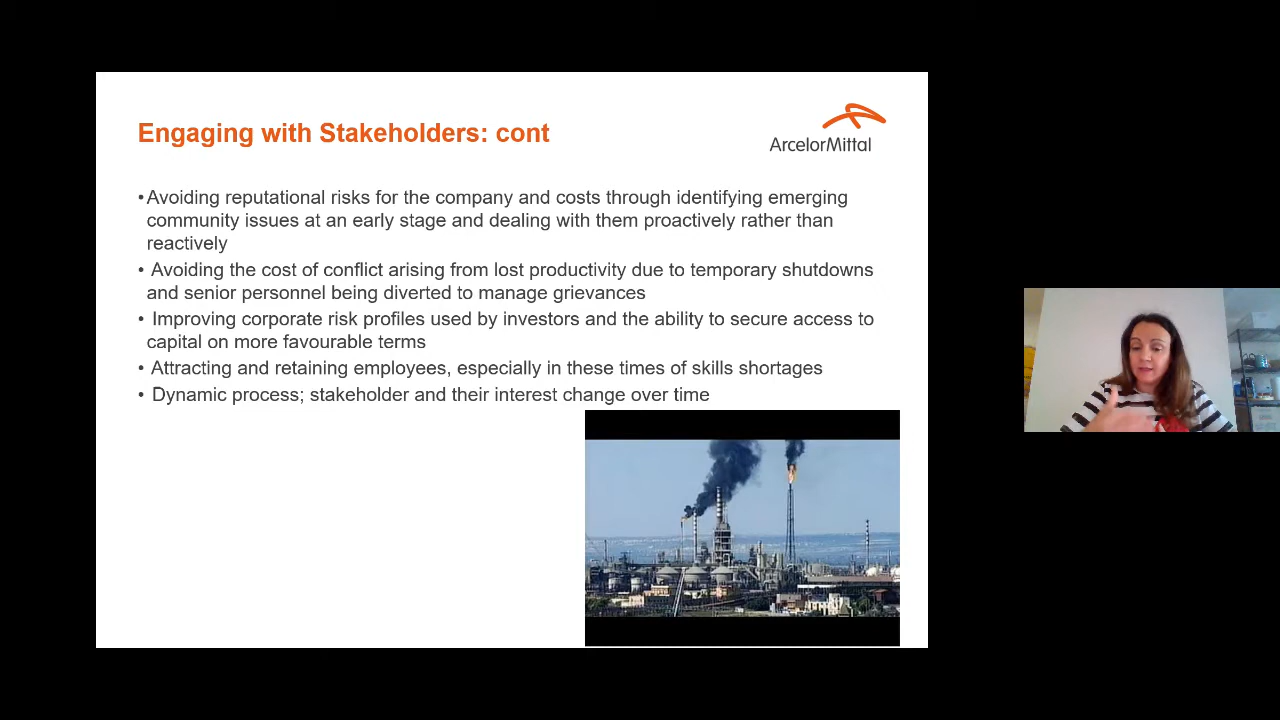 Engaging with Stakeholders: cont
ArcelorMittal
•Avoiding reputational risks for the company and costs through identifying emerging
community issues at an early stage and dealing with them proactively rather than
reactively
• Avoiding the cost of conflict arising from lost productivity due to temporary shutdowns
and senior personnel being diverted to manage grievances
• Improving corporate risk profiles used by investors and the ability to secure access to
capital on more favourable terms
• Attracting and retaining employees, especially in these times of skills shortages
• Dynamic process; stakeholder and their interest change over time